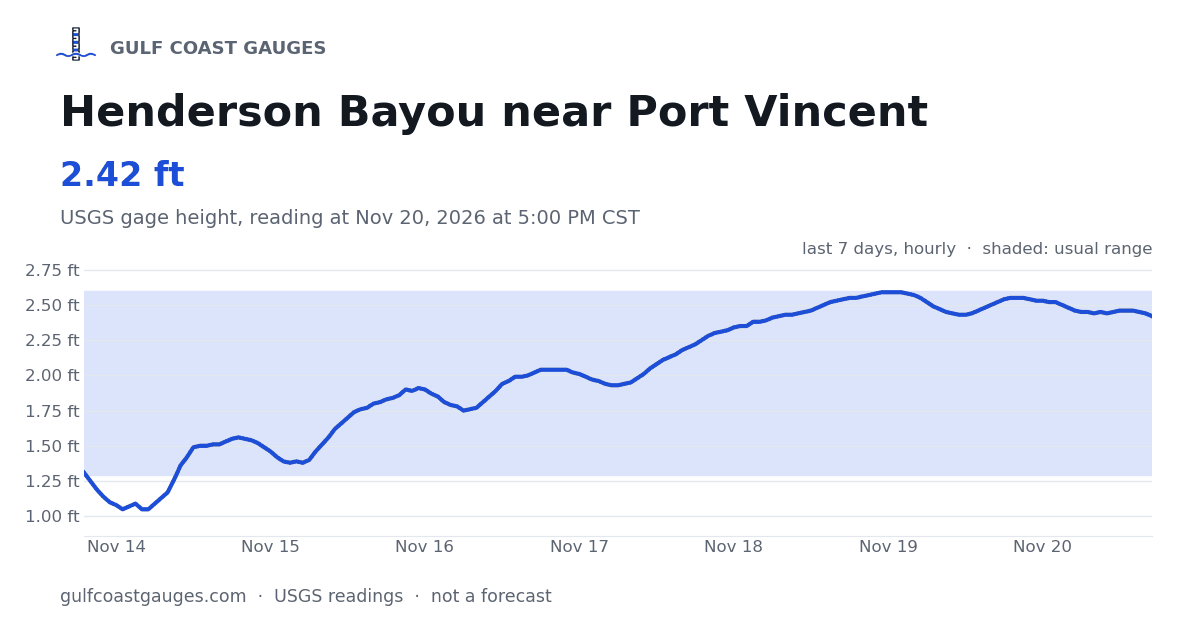 GULF COAST GAUGES
Henderson Bayou near Port Vincent
2.42 ft
USGS gage height, reading at Nov 20, 2026 at 5:00 PM CST
last 7 days, hourly · shaded: usual range
2.75 ft
2.50 ft
2.25 ft
2.00 ft
1.75 ft
1.50 ft
1.25 ft
1.00 ft
Nov 14 Nov 15 Nov 16 Nov 17 Nov 18 Nov 19 Nov 20
gulfcoastgauges.com · USGS readings · not a forecast